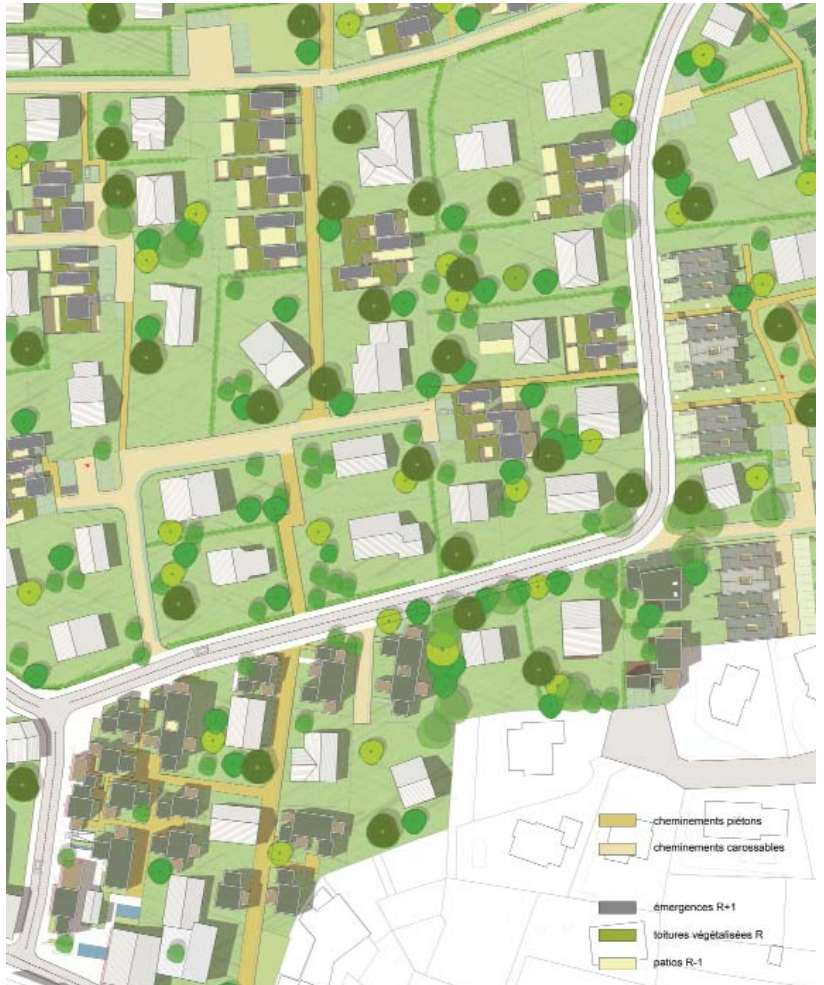 cheminements piétons
cheminements carossables
émergences R+1
toitures végétalisées R
patios R-1